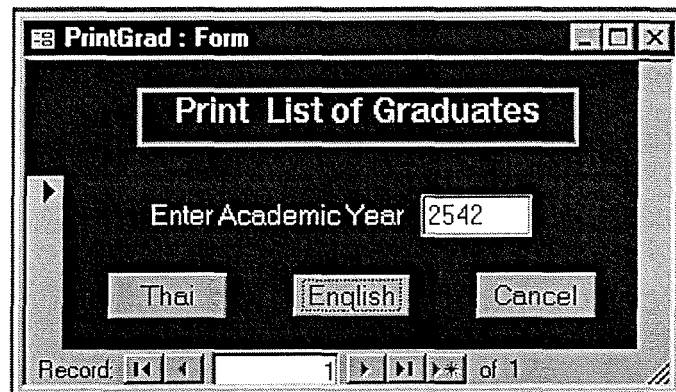 PrintGrad : Form
Print List of Graduates
Enter Academic Year 2542
Thai English Cancel
Record: 1 of 1